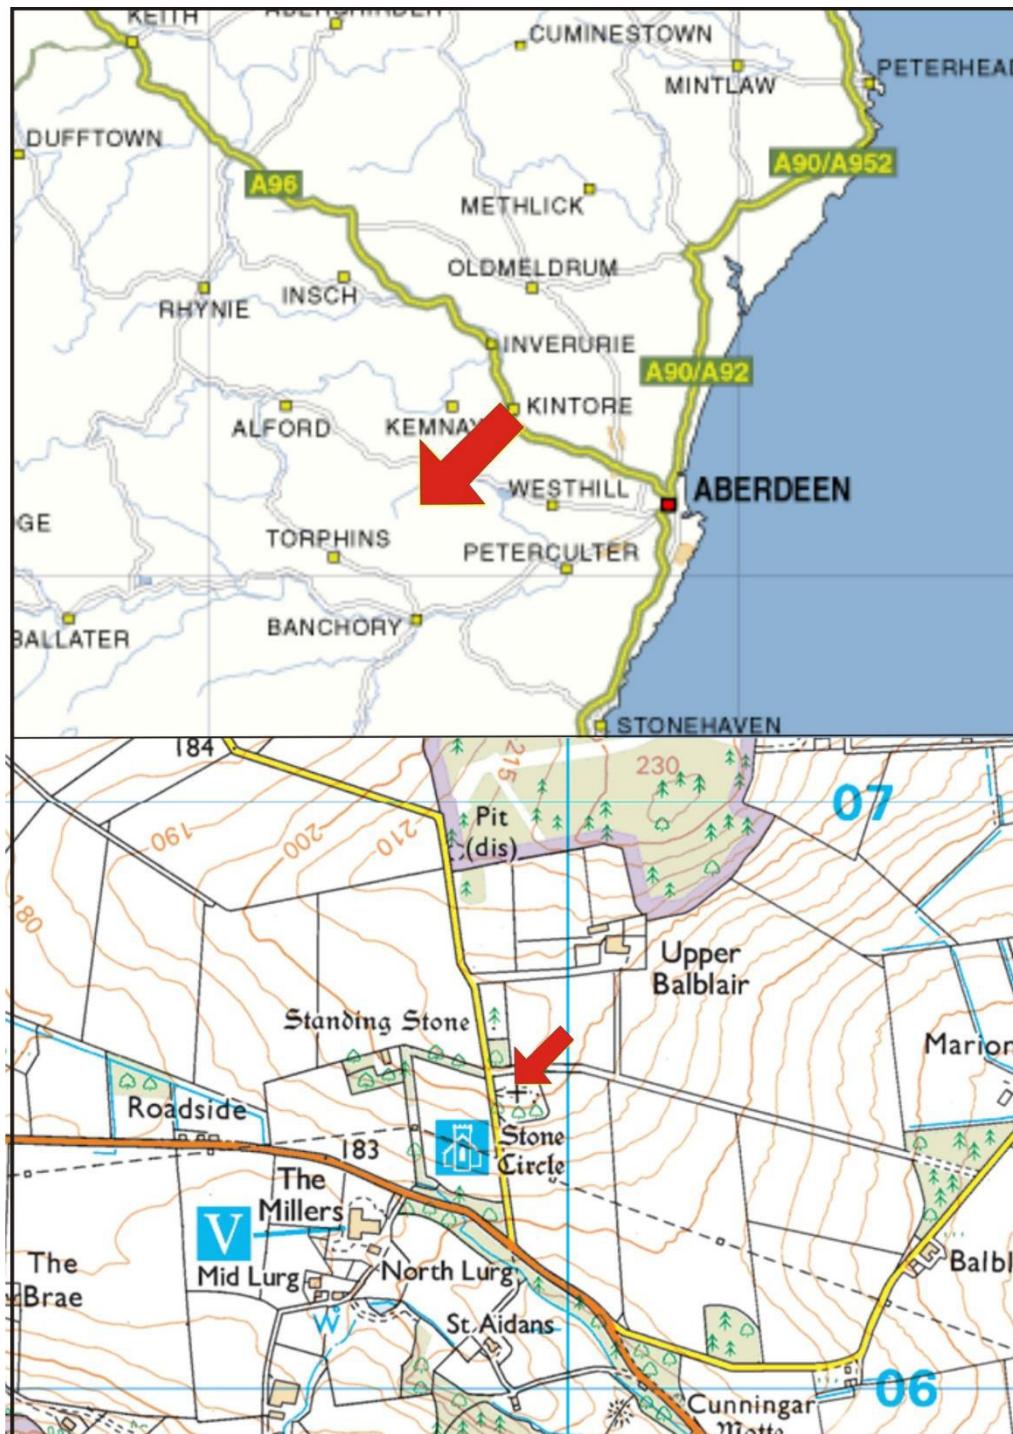 KEITH
ABERCHIRDER
CUMINESTOWN
MINTLAW
PETERHEAD
DUFFTOWN
A90/A952
A96
METHLICK
OLDMELDRUM
INSCH
RHYNIE
INVERURIE
A90/A92
KINTORE
ALFORD
KEMNAY
WESTHILL
ABERDEEN
GE
TORPHINS
PETERCULTER
BANCHORY
BALLATER
STONEHAVEN
184
215
230
07
Pit
(dis)
190
200
210
180
Upper
Balblair
Standing Stone
Marion
Roadside
183
Stone
Circle
The
Millers
V
The
Brae
Mid Lurg
North Lurg
Balbl
W
St Aidans
06
Cunningar
Motte